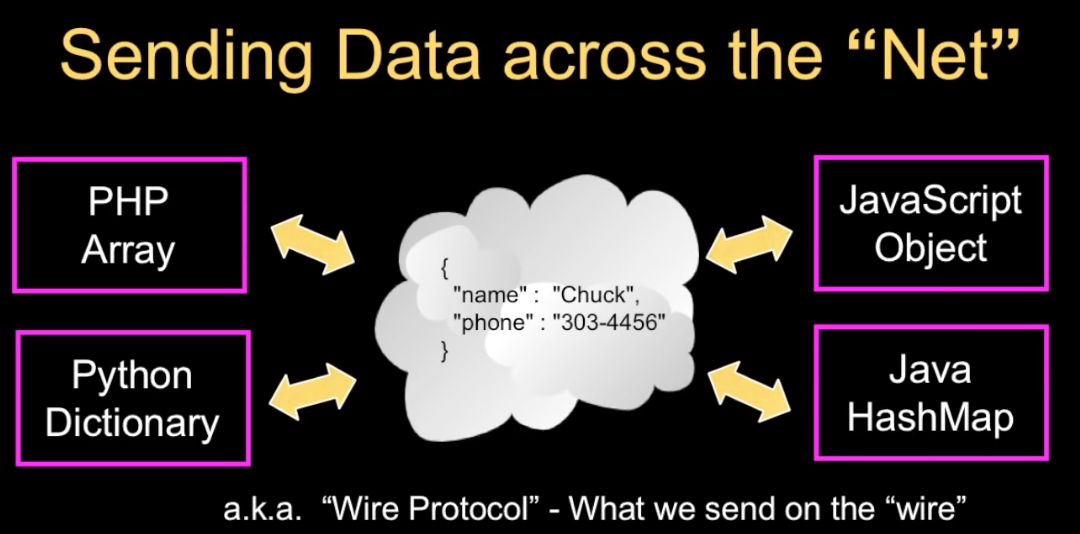 Sending Data across the “Net”
PHP
Array
JavaScript
Object
{
"name" :  "Chuck",
"phone" : "303-4456"
}
Python
Dictionary
Java
HashMap
a.k.a.  “Wire Protocol” - What we send on the “wire”